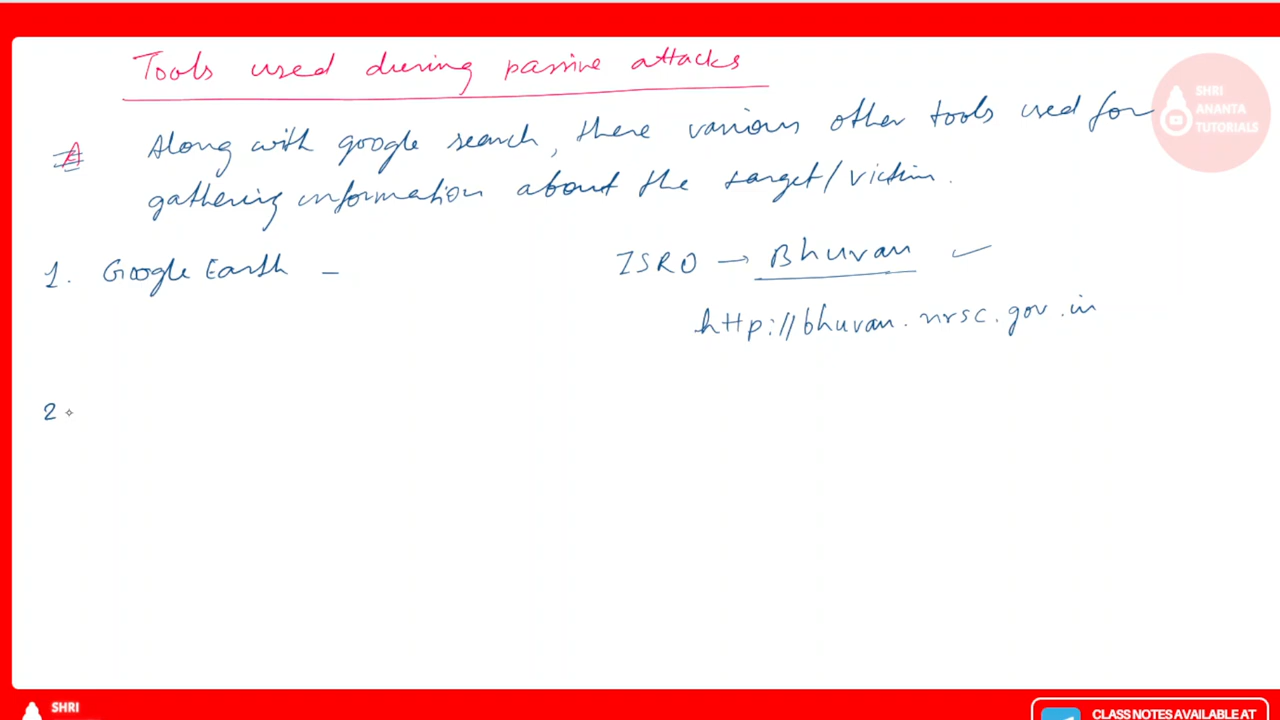 Tools used during passive attacks
Along with google search, there various other tools used for
gathering information about the target/victim.
1. Google Earth –
ISRO → Bhuvan ✓
http://bhuvan.nrsc.gov.in
2
SHRI
ANANTA
TUTORIALS
SHRI
CLASS NOTES AVAILABLE AT